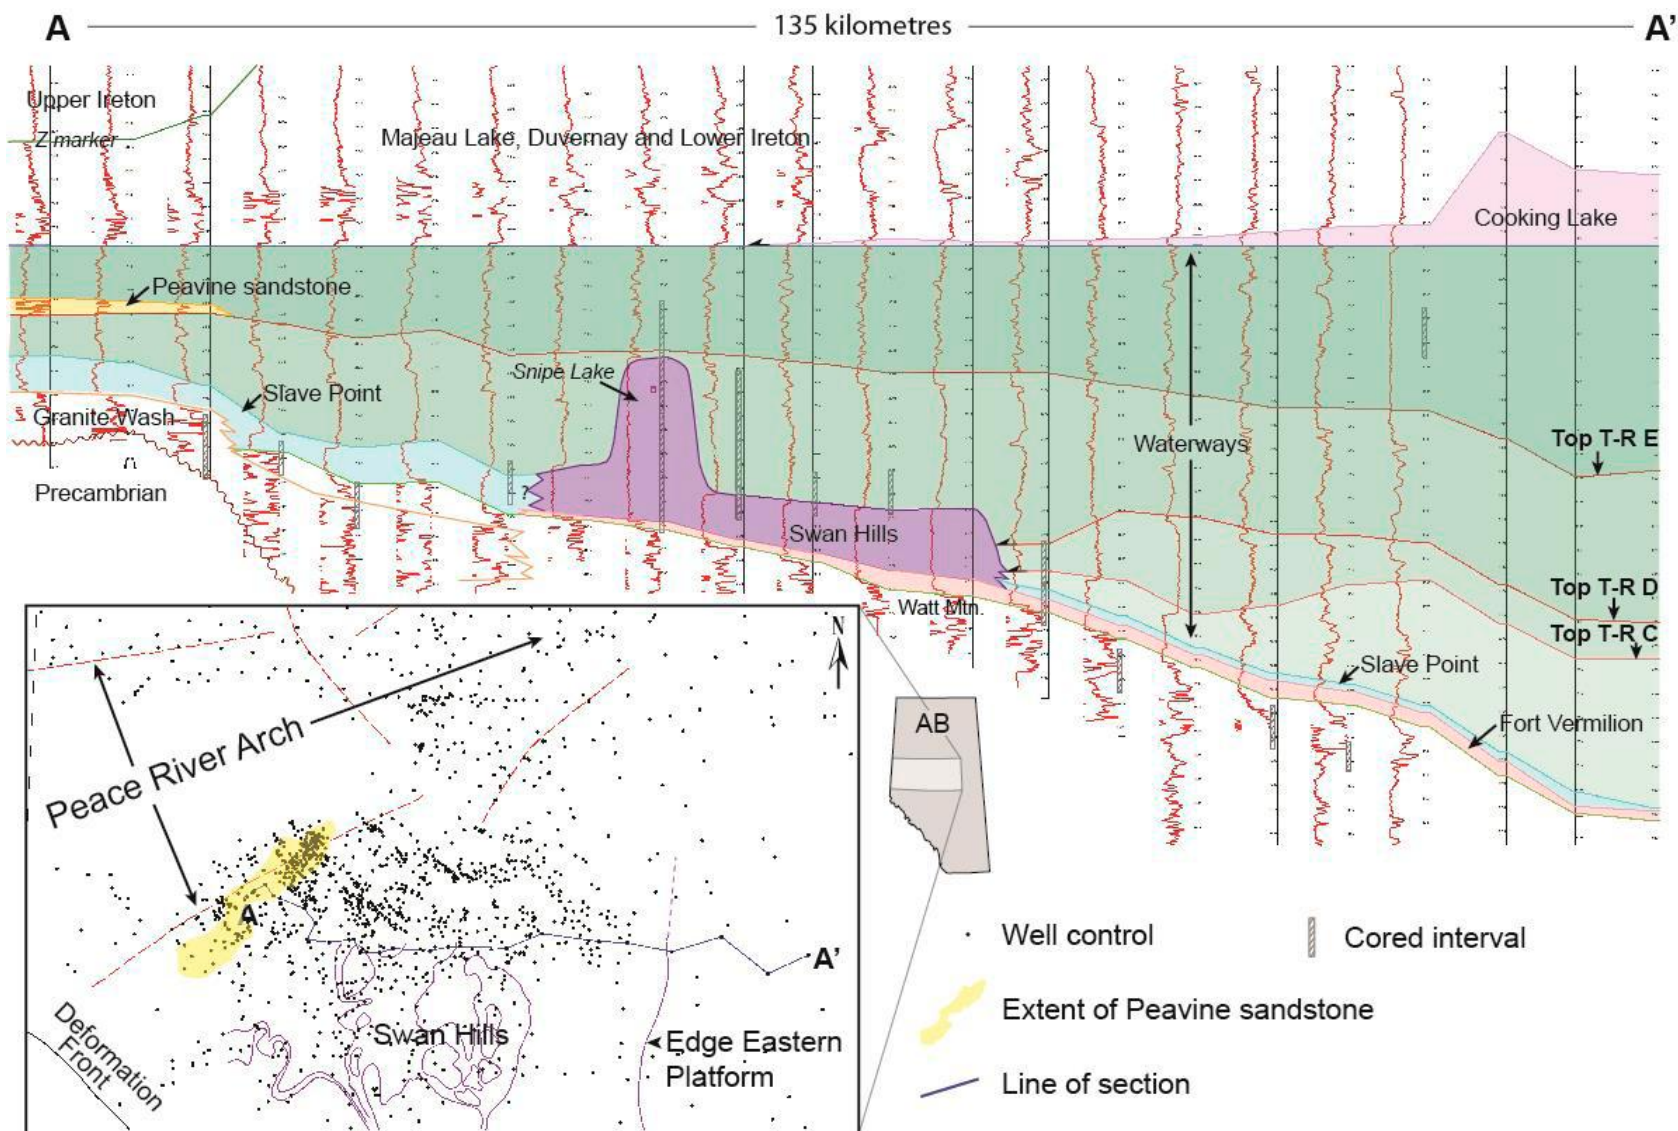 A
135 kilometres
A'
Upper Ireton
Z marker
Majeau Lake, Duvernay and Lower Ireton
Cooking Lake
Peavine sandstone
Snipe Lake
Slave Point
Granite Wash
Waterways
Top T-R E
Precambrian
?
Swan Hills
Top T-R D
Watt Mtn.
Top T-R C
Slave Point
Fort Vermilion
N
AB
Peace River Arch
A
A'
Swan Hills
Deformation
Front
Edge Eastern
Platform
Well control
Cored interval
Extent of Peavine sandstone
Line of section